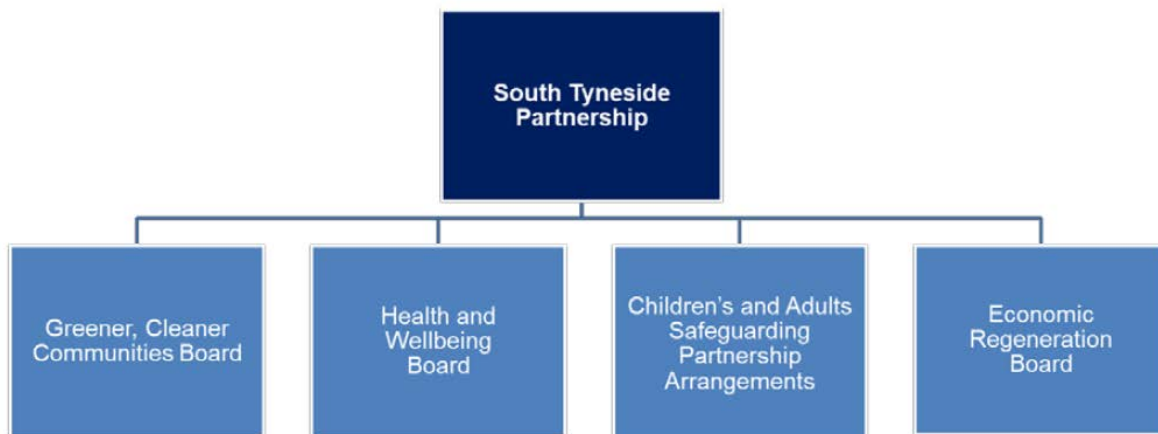 South Tyneside
Partnership
Greener, Cleaner
Communities Board
Health and
Wellbeing
Board
Children's and Adults
Safeguarding
Partnership
Arrangements
Economic
Regeneration
Board